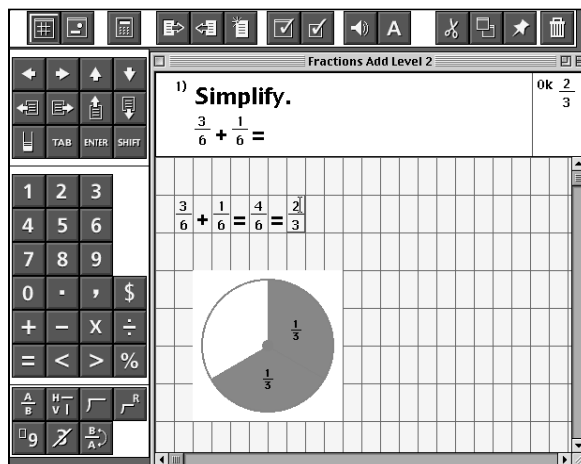 A
Fractions Add Level 2
1) Simplify.
3/6 + 1/6 =
Ok 2/3
TAB ENTER SHIFT
1 2 3
4 5 6
7 8 9
0 . , $
+ − X ÷
= < > %
A/B H V R
9 3 B/A
3/6 + 1/6 = 4/6 = 2/3
1/3
1/3